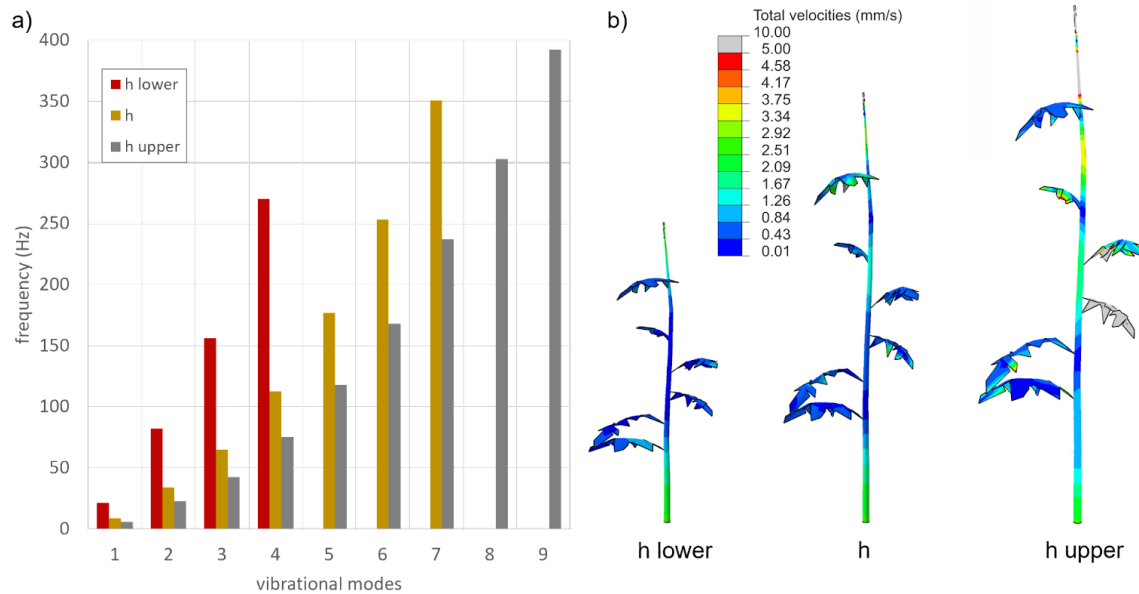 a)
400
350
300
250
200
150
100
50
0
frequency (Hz)
h lower
h
h upper
1 2 3 4 5 6 7 8 9
vibrational modes
b)
Total velocities (mm/s)
10.00
5.00
4.58
4.17
3.75
3.34
2.92
2.51
2.09
1.67
1.26
0.84
0.43
0.01
h lower
h
h upper